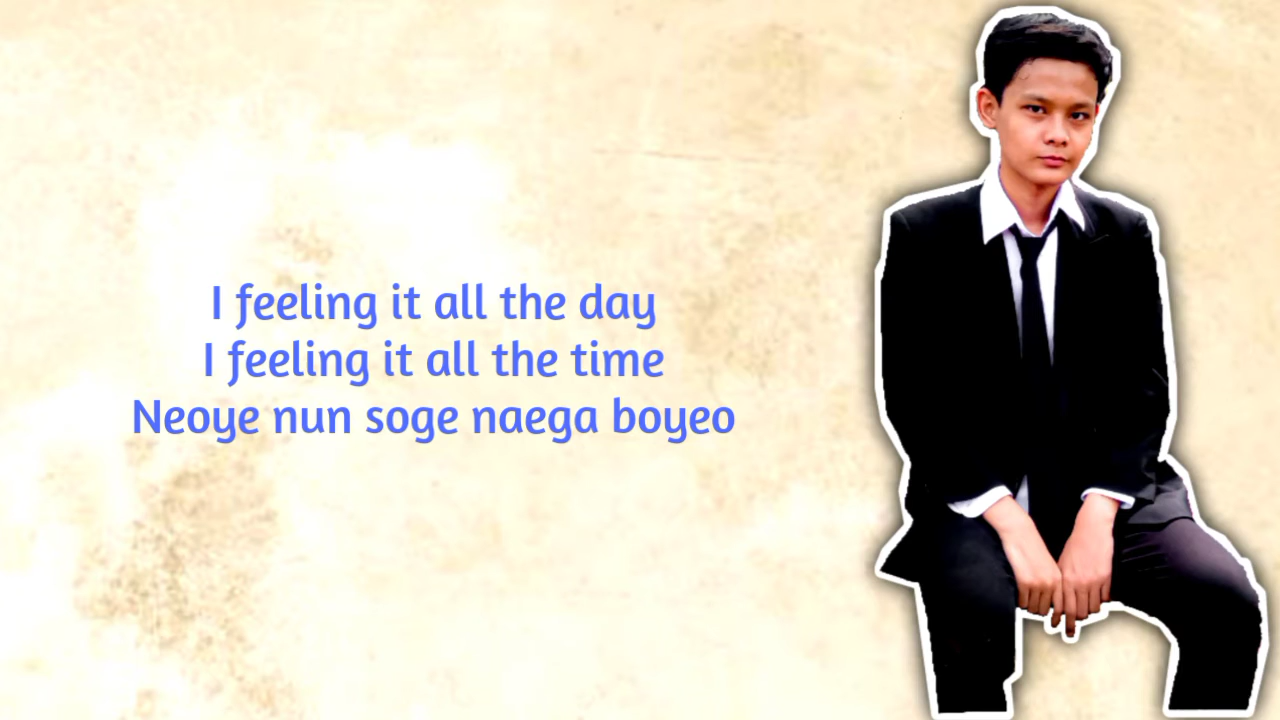 I feeling it all the day
I feeling it all the time
Neoye nun soge naega boyeo